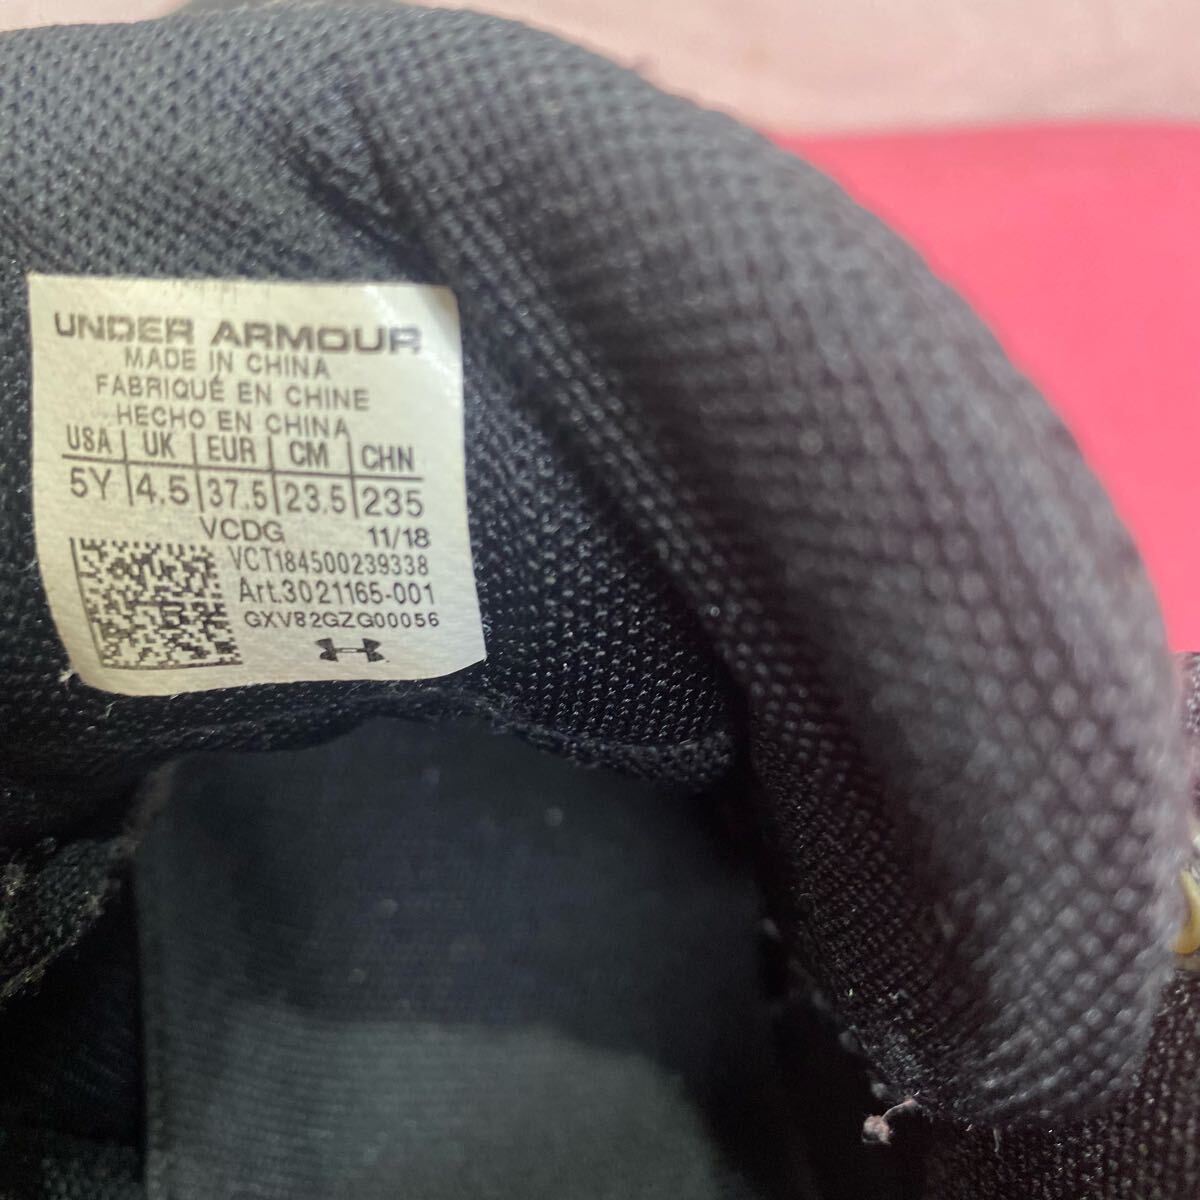 UNDER ARMOUR
MADE IN CHINA
FABRIQUÉ EN CHINE
HECHO EN CHINA
USA | UK | EUR | CM | CHN
5Y | 4.5 | 37.5 | 23.5 | 235
VCDG 11/18
VCT184500239338
Art.3021165-001
GXV82GZG00056